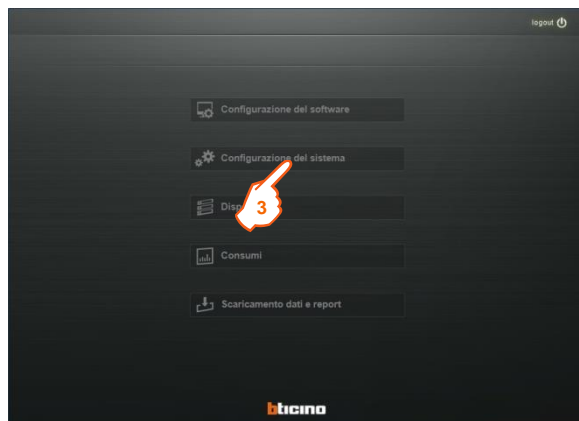 logout
Configurazione del software
Configurazione del sistema
3
Consumi
Scaricamento dati e report
bticino